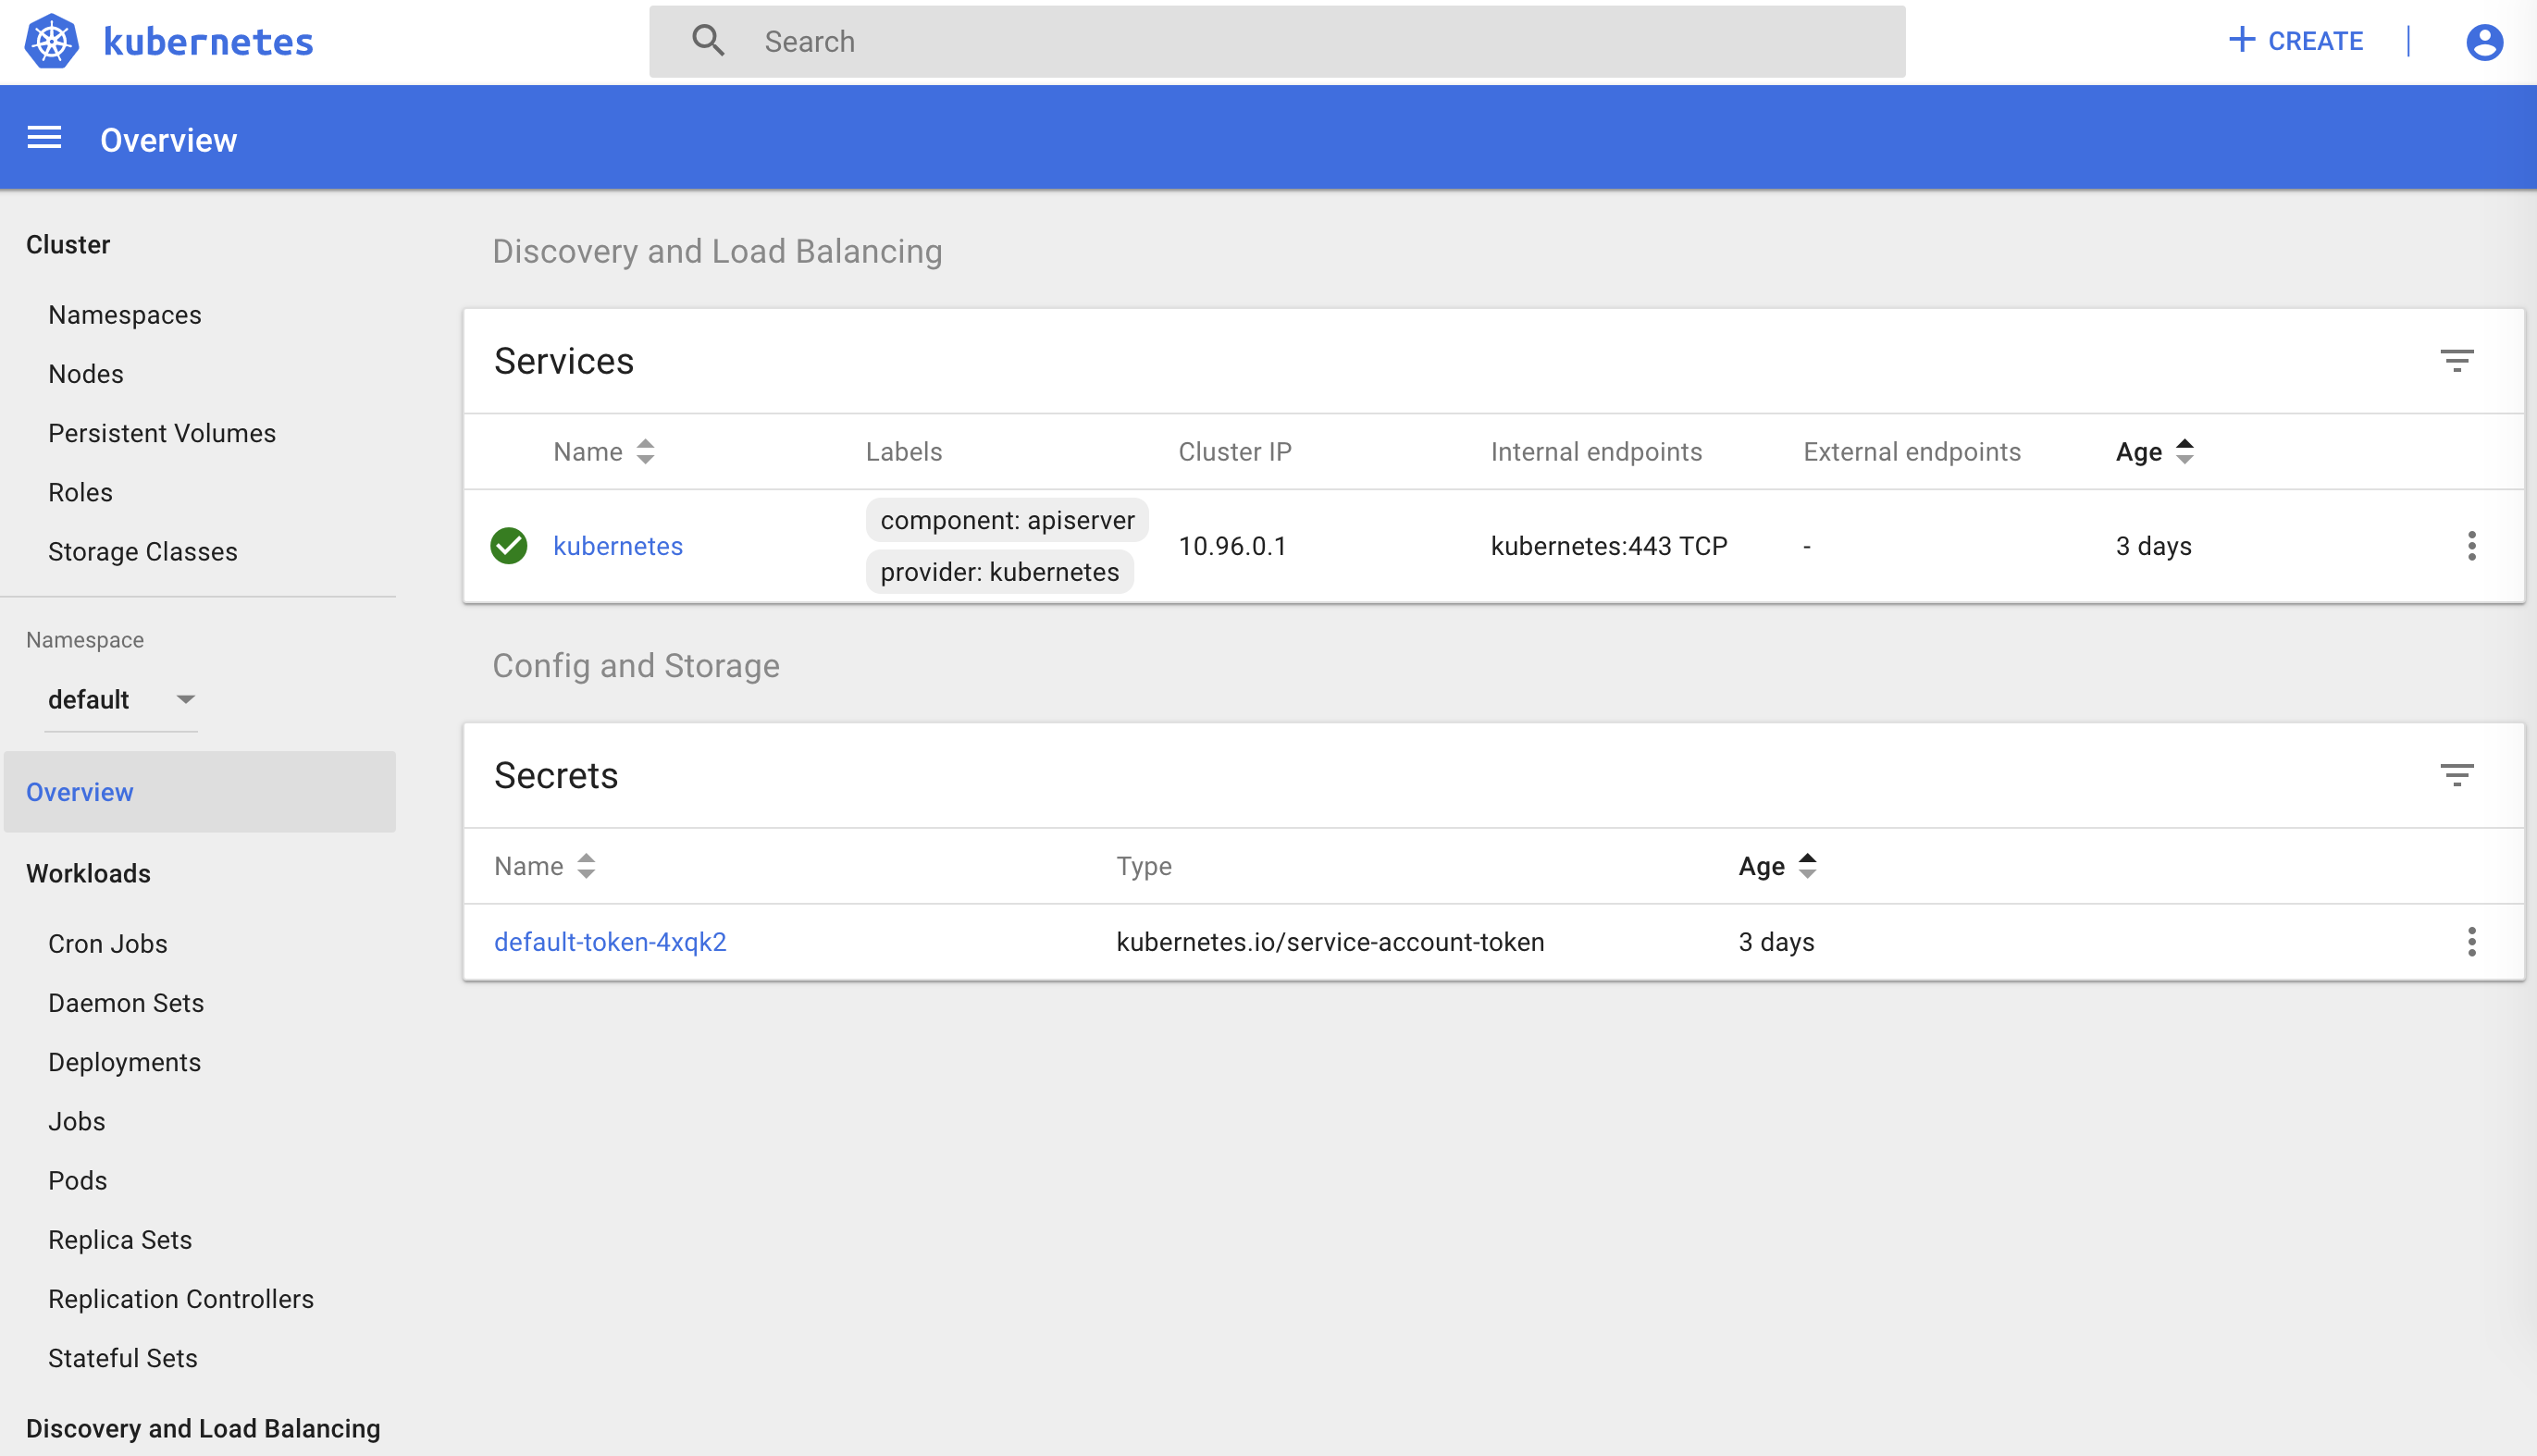 kubernetes
Search
CREATE
Overview
Cluster
Namespaces
Nodes
Persistent Volumes
Roles
Storage Classes
Namespace
default
Overview
Workloads
Cron Jobs
Daemon Sets
Deployments
Jobs
Pods
Replica Sets
Replication Controllers
Stateful Sets
Discovery and Load Balancing
Discovery and Load Balancing
Services
Name Labels Cluster IP Internal endpoints External endpoints Age
kubernetes component: apiserver provider: kubernetes 10.96.0.1 kubernetes:443 TCP - 3 days
Config and Storage
Secrets
Name Type Age
default-token-4xqk2 kubernetes.io/service-account-token 3 days